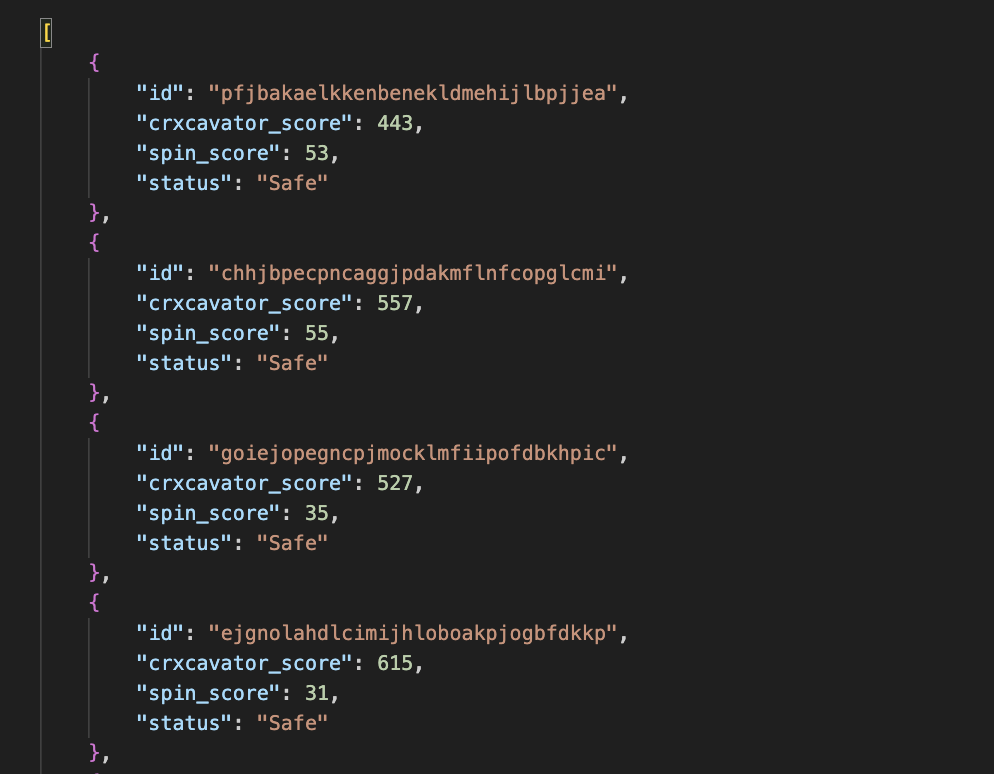 [
{
"id": "pfjbakaelkkenbenekldmehijlbpjjea",
"crxcavator_score": 443,
"spin_score": 53,
"status": "Safe"
},
{
"id": "chhjbpecpncaggjpdakmflnfcopglcmi",
"crxcavator_score": 557,
"spin_score": 55,
"status": "Safe"
},
{
"id": "goiejopegncpjmocklmfiipofdbkhpic",
"crxcavator_score": 527,
"spin_score": 35,
"status": "Safe"
},
{
"id": "ejgnolahdlcimijhloboakpjogbfdkkp",
"crxcavator_score": 615,
"spin_score": 31,
"status": "Safe"
},